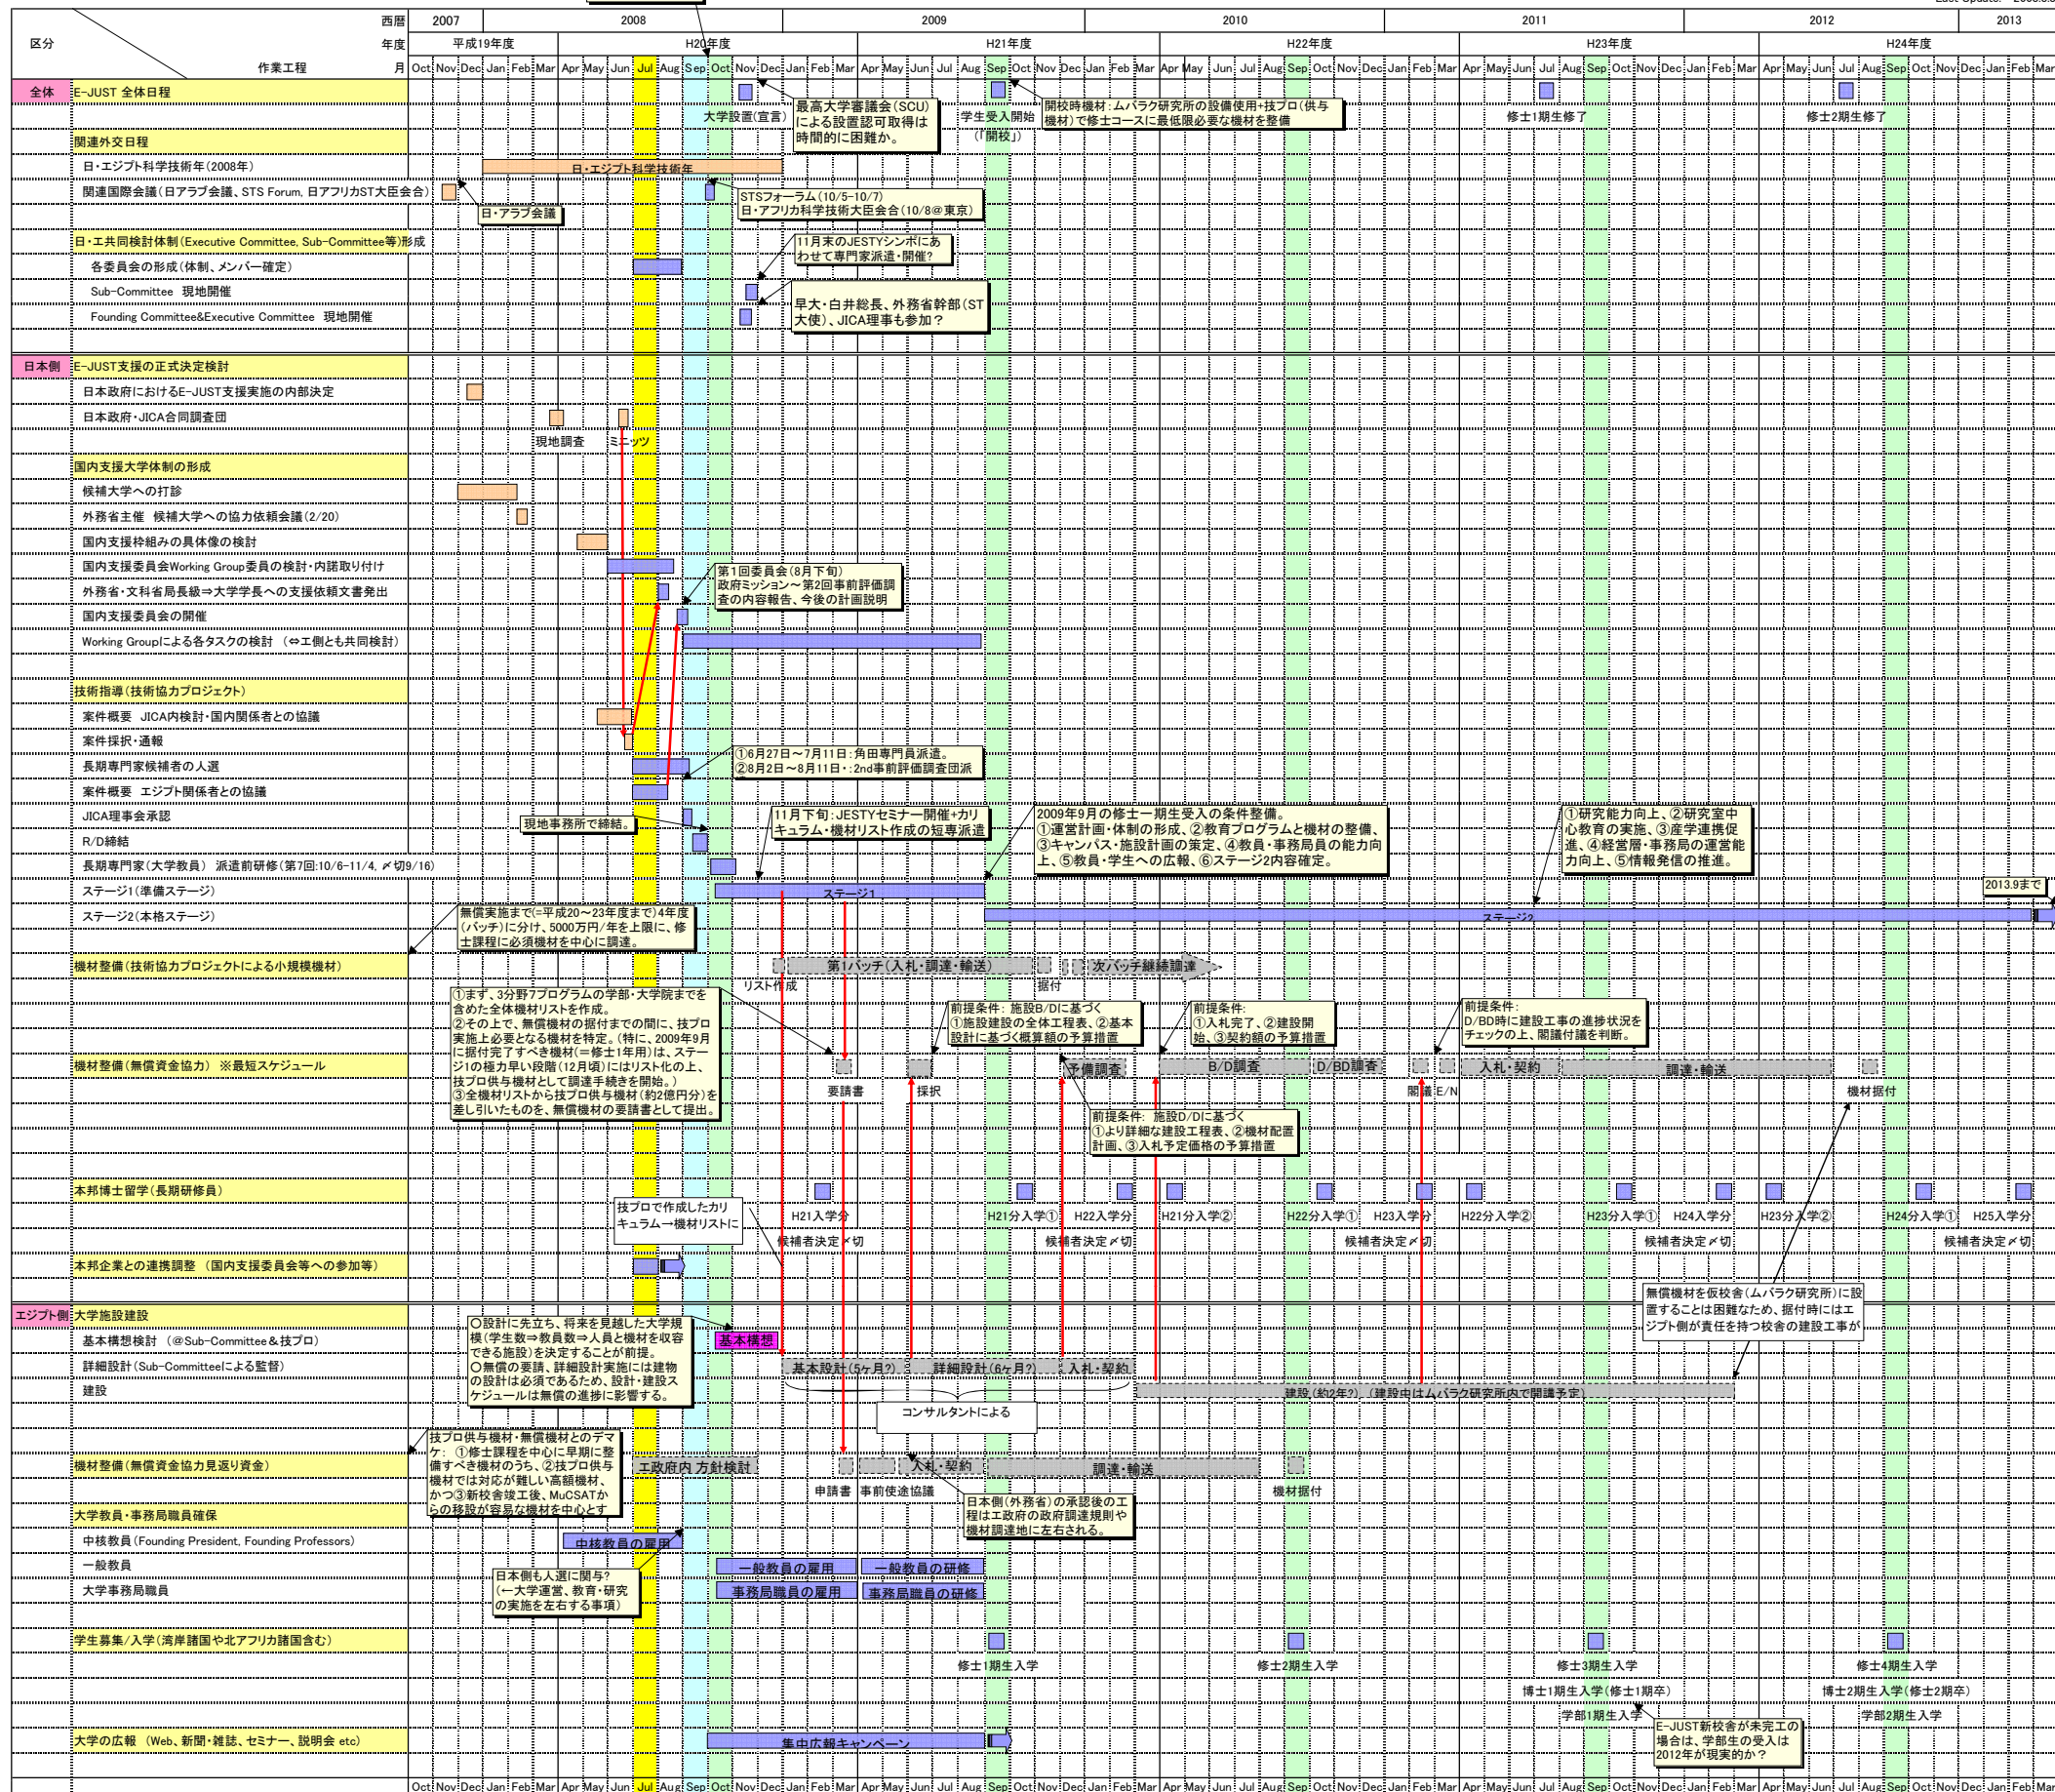 西暦 2007 2008 2009 2010 2011 2012 2013
区分 年度 平成19年度 H20年度 H21年度 H22年度 H23年度 H24年度
作業工程 月 Oct Nov Dec Jan Feb Mar Apr May Jun Jul Aug Sep Oct Nov Dec Jan Feb Mar Apr May Jun Jul Aug Sep Oct Nov Dec Jan Feb Mar Apr May Jun Jul Aug Sep Oct Nov Dec Jan Feb Mar Apr May Jun Jul Aug Sep Oct Nov Dec Jan Feb Mar Apr May Jun Jul Aug Sep Oct Nov Dec Jan Feb Mar
全体 E-JUST 全体日程
大学設置(宣言) 学生受入開始 修士1期生修了 修士2期生修了
(「開校」)
最高大学審議会(SCU)
による設置認可取得は
時間的に困難か。
開校時機材:ムバラク研究所の設備使用+技プロ(供与
機材)で修士コースに最低限必要な機材を整備
関連外交日程
日・エジプト科学技術年(2008年) 日・エジプト科学技術年
関連国際会議(日アラブ会議、STS Forum, 日アフリカST大臣会合)
日・アラブ会議
STSフォーラム(10/5-10/7)
日・アフリカ科学技術大臣会合(10/8@東京)
日・エ共同検討体制(Executive Committee, Sub-Committee等)形成
各委員会の形成(体制、メンバー確定)
Sub-Committee 現地開催
Founding Committee&Executive Committee 現地開催
11月末のJESTYシンポにあ
わせて専門家派遣・開催?
早大・白井総長、外務省幹部(ST
大使)、JICA理事も参加?
日本側 E-JUST支援の正式決定検討
日本政府におけるE-JUST支援実施の内部決定
日本政府・JICA合同調査団
現地調査 ミニッツ
国内支援大学体制の形成
候補大学への打診
外務省主催 候補大学への協力依頼会議(2/20)
国内支援枠組みの具体像の検討
国内支援委員会Working Group委員の検討・内諾取り付け
外務省・文科省局長級⇒大学学長への支援依頼文書発出
国内支援委員会の開催
Working Groupによる各タスクの検討 (⇔エ側とも共同検討)
第1回委員会(8月下旬)
政府ミッション~第2回事前評価調
査の内容報告、今後の計画説明
技術指導(技術協力プロジェクト)
案件概要 JICA内検討・国内関係者との協議
案件採択・通報
長期専門家候補者の人選
案件概要 エジプト関係者との協議
JICA理事会承認
R/D締結
長期専門家(大学教員) 派遣前研修(第7回:10/6-11/4, 〆切9/16)
ステージ1(準備ステージ) ステージ1
ステージ2(本格ステージ) ステージ2
①6月27日~7月11日:角田専門員派遣。
②8月2日~8月11日・:2nd事前評価調査団派
現地事務所で締結。
11月下旬:JESTYセミナー開催+カリ
キュラム・機材リスト作成の短専派遣
2009年9月の修士一期生受入の条件整備。
①運営計画・体制の形成、②教育プログラムと機材の整備、
③キャンパス・施設計画の策定、④教員・事務局員の能力向
上、⑤教員・学生への広報、⑥ステージ2内容確定。
①研究能力向上、②研究室中
心教育の実施、③産学連携促
進、④経営層・事務局の運営能
力向上、⑤情報発信の推進。
2013.9まで
無償実施まで(=平成20~23年度まで)4年度
(バッチ)に分け、5000万円/年を上限に、修
士課程に必須機材を中心に調達。
機材整備(技術協力プロジェクトによる小規模機材) 第1バッチ(入札・調達・輸送) 次バッチ継続調達
リスト作成 据付
①まず、3分野7プログラムの学部・大学院までを
含めた全体機材リストを作成。
②その上で、無償機材の据付までの間に、技プロ
実施上必要となる機材を特定。(特に、2009年9月
に据付完了すべき機材(=修士1年用)は、ステー
ジ1の極力早い段階(12月頃)にはリスト化の上、
技プロ供与機材として調達手続きを開始。)
③全機材リストから技プロ供与機材(約2億円分)を
差し引いたものを、無償機材の要請書として提出。
前提条件: 施設B/Dに基づく
①施設建設の全体工程表、②基本
設計に基づく概算額の予算措置
前提条件:
①入札完了、②建設開
始、③契約額の予算措置
前提条件:
D/BD時に建設工事の進捗状況を
チェックの上、閣議付議を判断。
機材整備(無償資金協力) ※最短スケジュール 予備調査 B/D調査 D/BD調査 入札・契約 調達・輸送
要請書 採択 閣議 E/N 機材据付
前提条件: 施設D/Dに基づく
①より詳細な建設工程表、②機材配置
計画、③入札予定価格の予算措置
本邦博士留学(長期研修員)
H21入学分 H21分入学① H22入学分 H21分入学② H22分入学① H23入学分 H22分入学② H23分入学① H24入学分 H23分入学② H24分入学① H25入学分
候補者決定〆切 候補者決定〆切 候補者決定〆切 候補者決定〆切 候補者決定〆切
技プロで作成したカリ
キュラム→機材リストに
本邦企業との連携調整 (国内支援委員会等への参加等)
無償機材を仮校舎(ムバラク研究所)に設
置することは困難なため、据付時にはエ
ジプト側が責任を持つ校舎の建設工事が
エジプト側 大学施設建設
基本構想検討 (@Sub-Committee&技プロ) 基本構想
詳細設計(Sub-Committeeによる監督) 基本設計(5ヶ月?) 詳細設計(6ヶ月?) 入札・契約
建設 建設(約2年?) (建設中はムバラク研究所内で開講予定)
コンサルタントによる
○設計に先立ち、将来を見越した大学規
模(学生数⇒教員数⇒人員と機材を収容
できる施設)を決定することが前提。
○無償の要請、詳細設計実施には建物
の設計は必須であるため、設計・建設ス
ケジュールは無償の進捗に影響する。
技プロ供与機材・無償機材とのデマ
ケ: ①修士課程を中心に早期に整
備すべき機材のうち、②技プロ供与
機材では対応が難しい高額機材、
かつ③新校舎竣工後、MuCSATか
らの移設が容易な機材を中心とす
機材整備(無償資金協力見返り資金) エ政府内 方針検討 入札・契約 調達・輸送
申請書 事前使途協議 機材据付
日本側(外務省)の承認後の工
程はエ政府の政府調達規則や
機材調達地に左右される。
大学教員・事務局職員確保
中核教員(Founding President, Founding Professors) 中核教員の雇用
一般教員 一般教員の雇用 一般教員の研修
大学事務局職員 事務局職員の雇用 事務局職員の研修
日本側も人選に関与?
(←大学運営、教育・研究
の実施を左右する事項)
学生募集/入学(湾岸諸国や北アフリカ諸国含む)
修士1期生入学 修士2期生入学 修士3期生入学 修士4期生入学
博士1期生入学(修士1期卒) 博士2期生入学(修士2期卒)
学部1期生入学 学部2期生入学
E-JUST新校舎が未完工の
場合は、学部生の受入は
2012年が現実的か?
大学の広報 (Web、新聞・雑誌、セミナー、説明会 etc) 集中広報キャンペーン
Oct Nov Dec Jan Feb Mar Apr May Jun Jul Aug Sep Oct Nov Dec Jan Feb Mar Apr May Jun Jul Aug Sep Oct Nov Dec Jan Feb Mar Apr May Jun Jul Aug Sep Oct Nov Dec Jan Feb Mar Apr May Jun Jul Aug Sep Oct Nov Dec Jan Feb Mar Apr May Jun Jul Aug Sep Oct Nov Dec Jan Feb Mar